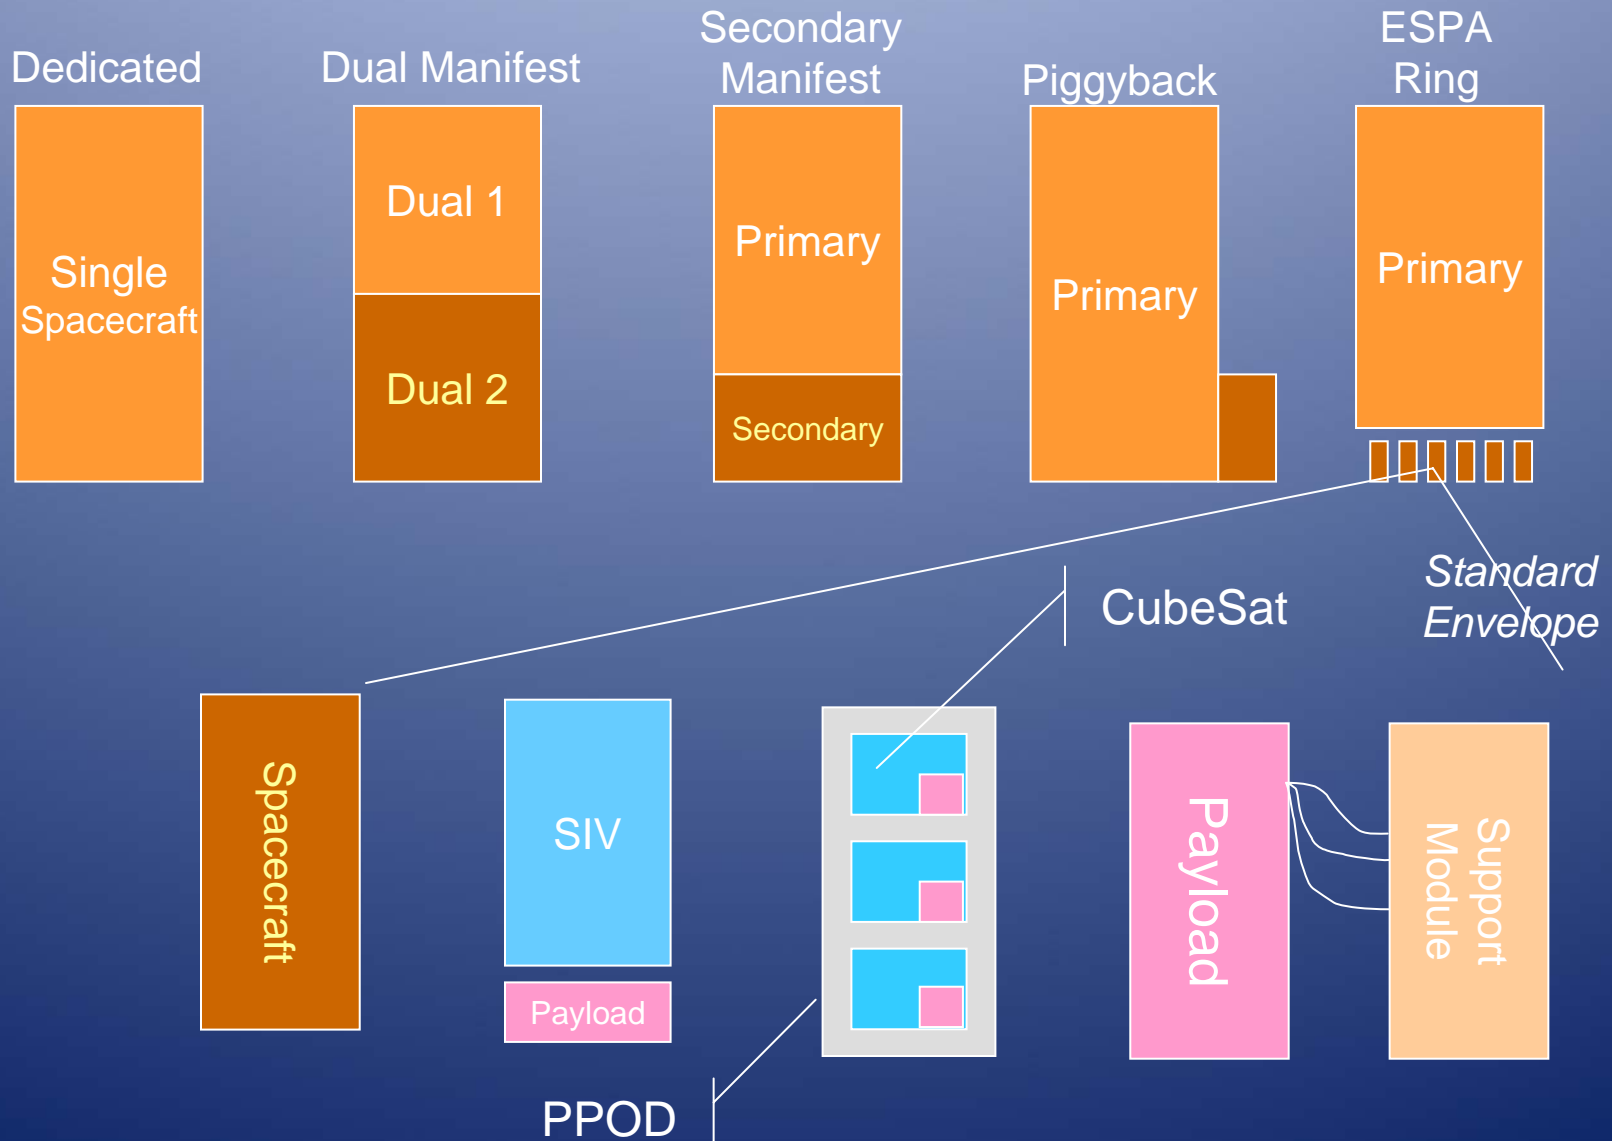 Dedicated
Dual Manifest
Secondary
Manifest
Piggyback
ESPA
Ring
Single
Spacecraft
Dual 1
Dual 2
Primary
Secondary
Primary
Primary
CubeSat
Standard
Envelope
Spacecraft
SIV
Payload
Payload
Support
Module
PPOD